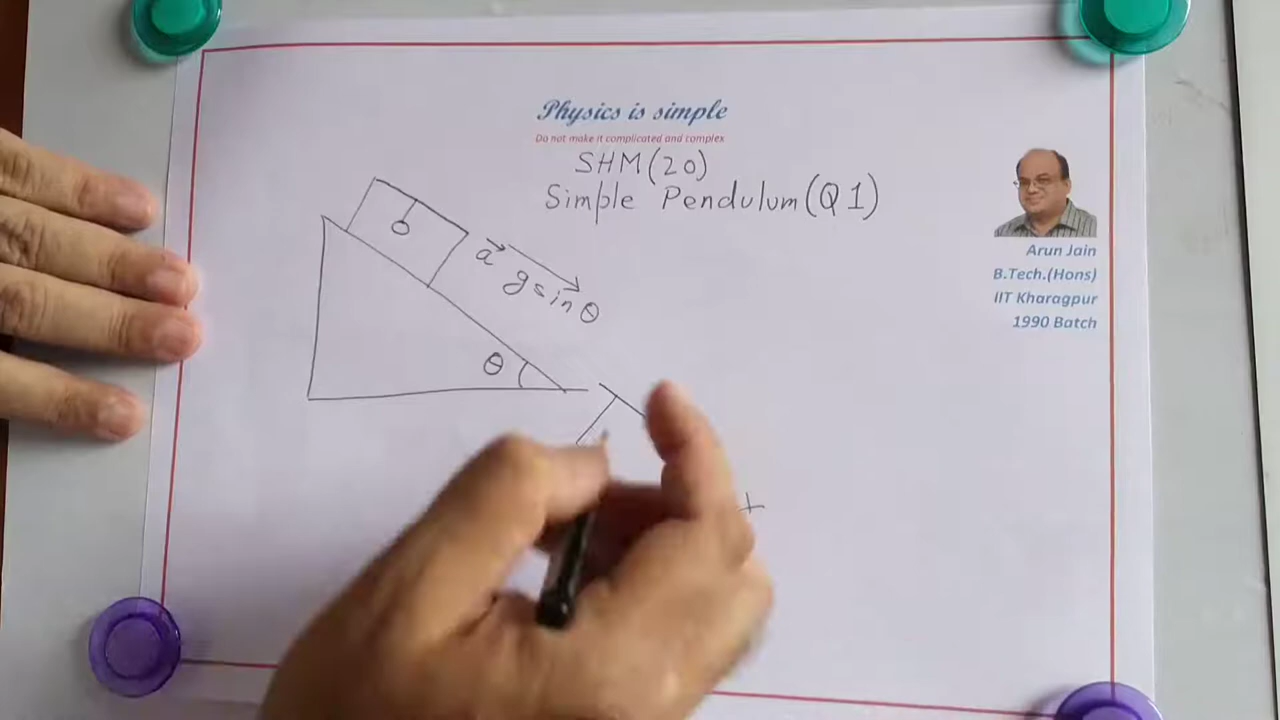 Physics is simple
Do not make it complicated and complex
SHM(20)
Simple Pendulum(Q1)
a g sin θ
θ
Arun Jain
B.Tech.(Hons)
IIT Kharagpur
1990 Batch
+